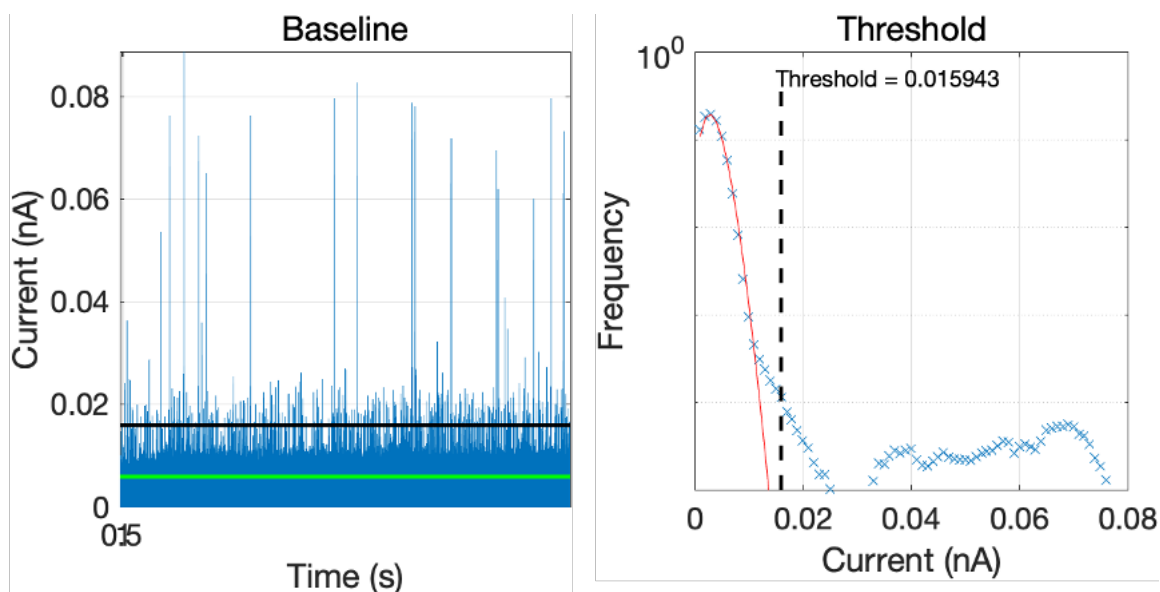 Baseline
Current (nA)
0.08
0.06
0.04
0.02
0
Time (s)
Threshold
10^0
Threshold = 0.015943
Frequency
0
0.02
0.04
0.06
0.08
Current (nA)